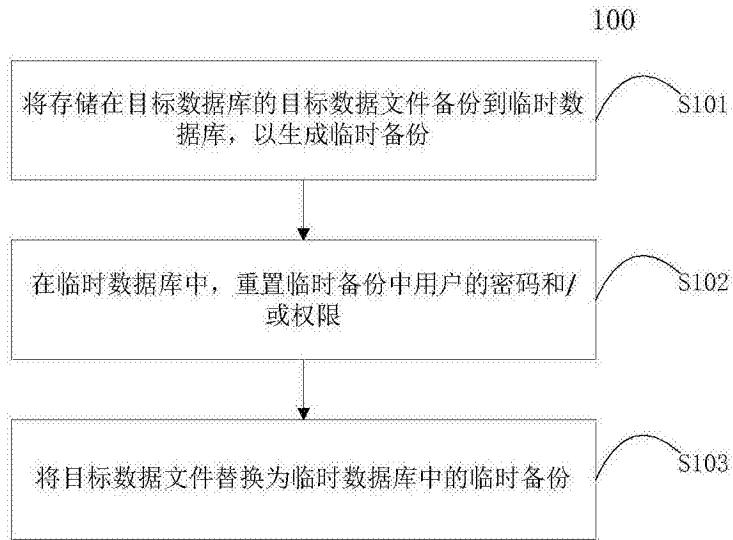 100
将存储在目标数据库的目标数据文件备份到临时数
据库，以生成临时备份
S101
在临时数据库中，重置临时备份中用户的密码和/
或权限
S102
将目标数据文件替换为临时数据库中的临时备份
S103